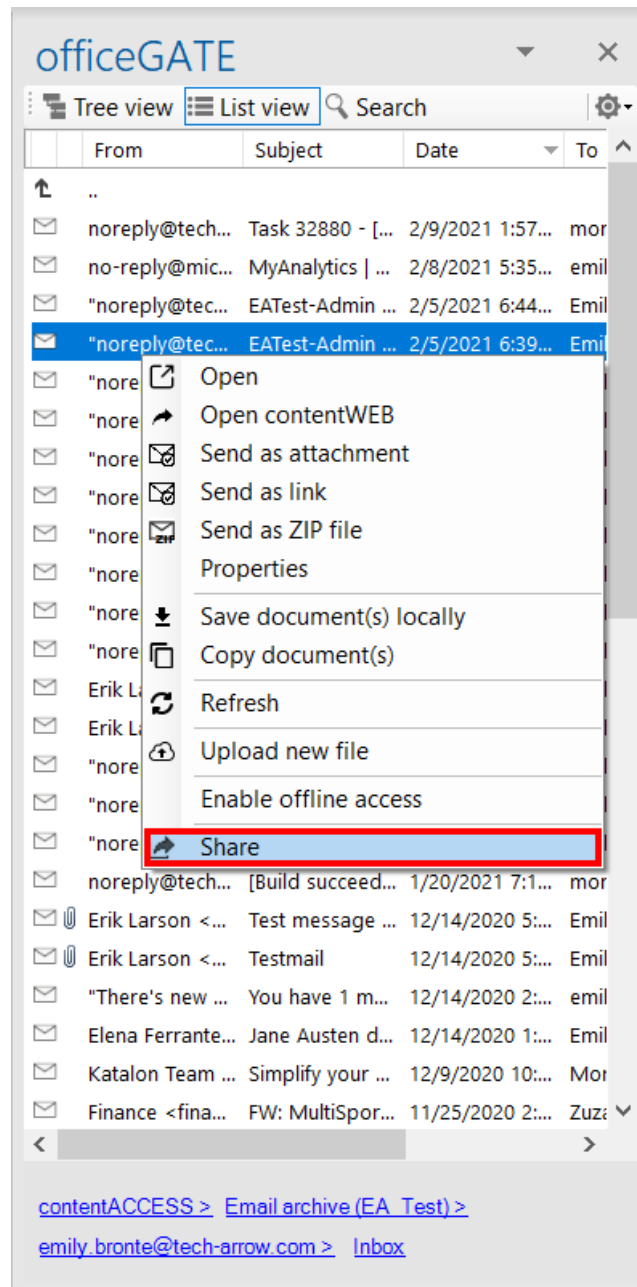 officeGATE
Tree view List view Search
From Subject Date To
..
noreply@tech... Task 32880 - [... 2/9/2021 1:57... mor
no-reply@mic... MyAnalytics | ... 2/8/2021 5:35... emil
"noreply@tec... EATest-Admin ... 2/5/2021 6:44... Emil
"noreply@tec... EATest-Admin ... 2/5/2021 6:39... Emil
"nore Open
"nore Open contentWEB
"nore Send as attachment
"nore Send as link
"nore ZIP Send as ZIP file
"nore Properties
"nore Save document(s) locally
"nore Copy document(s)
Erik La Refresh
Erik La
"nore Upload new file
"nore Enable offline access
"nore Share
noreply@tech... [Build succeed... 1/20/2021 7:1... mor
Erik Larson <... Test message ... 12/14/2020 5:... Emil
Erik Larson <... Testmail 12/14/2020 5:... Emil
"There's new ... You have 1 m... 12/14/2020 2:... emil
Elena Ferrante... Jane Austen d... 12/14/2020 1:... Emil
Katalon Team ... Simplify your ... 12/9/2020 10:... Mor
Finance <fina... FW: MultiSpor... 11/25/2020 2:... Zuza
contentACCESS > Email archive (EA_Test) >
emily.bronte@tech-arrow.com > Inbox